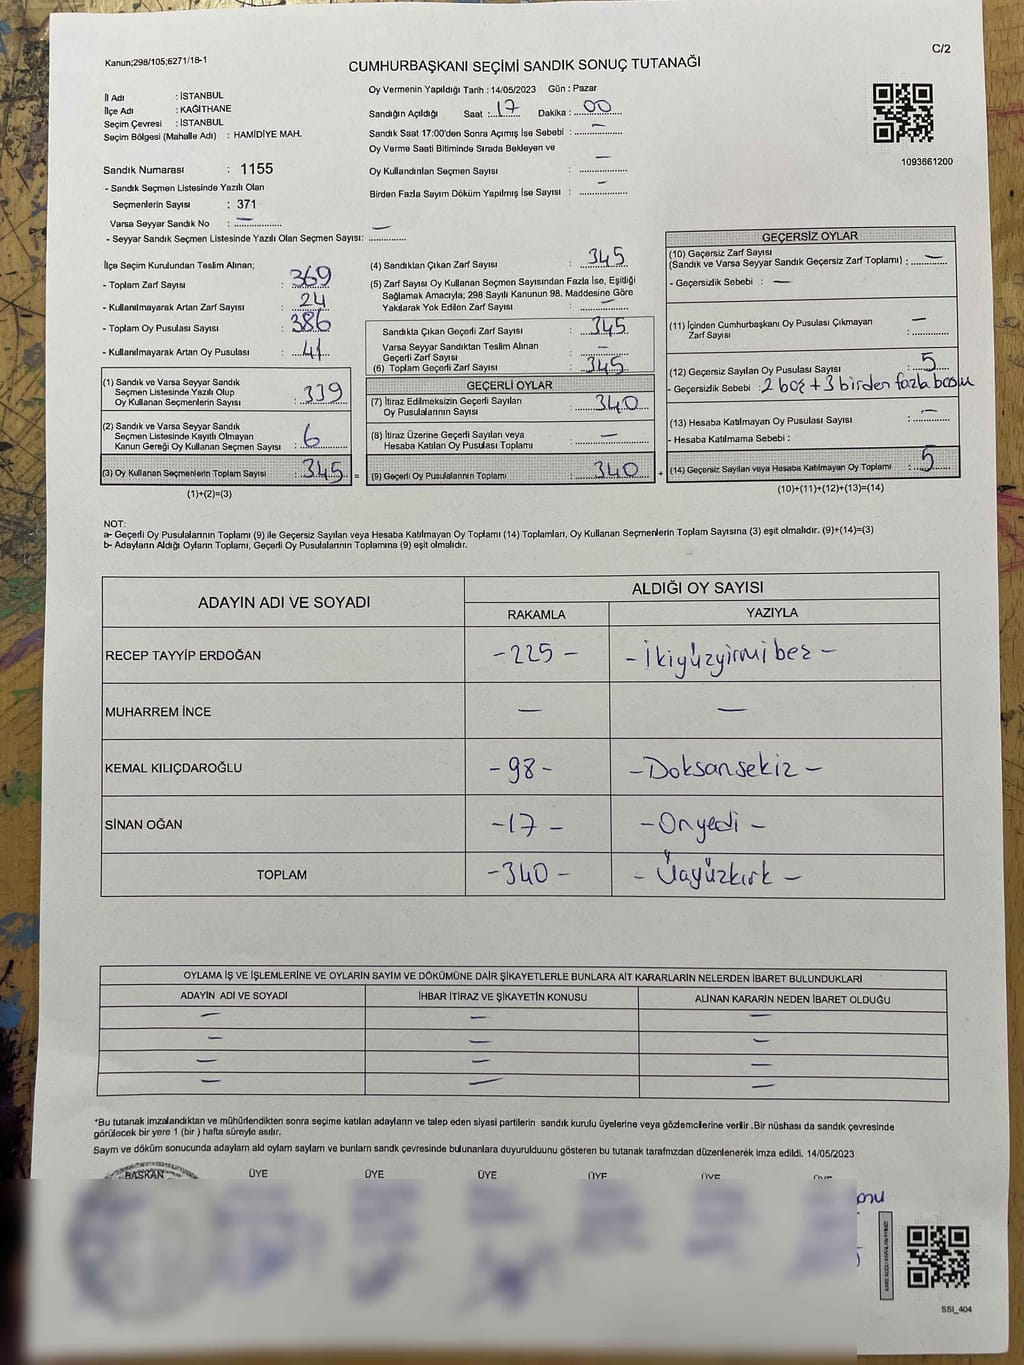 Kanun;298/105;6271/18-1
C/2
CUMHURBAŞKANI SEÇİMİ SANDIK SONUÇ TUTANAĞI
İl Adı : İSTANBUL
İlçe Adı : KAĞITHANE
Seçim Çevresi : İSTANBUL
Seçim Bölgesi (Mahalle Adı) : HAMİDİYE MAH.
Oy Vermenin Yapıldığı Tarih : 14/05/2023 Gün : Pazar
Sandığın Açıldığı Saat : 17 Dakika : 00
Sandık Saat 17:00'den Sonra Açımış İse Sebebi : —
Oy Verme Saati Bitiminde Sırada Bekleyen ve
Oy Kullandırılan Seçmen Sayısı : —
Birden Fazla Sayım Döküm Yapılmış İse Sayısı : —
1093661200
Sandık Numarası : 1155
- Sandık Seçmen Listesinde Yazılı Olan
Seçmenlerin Sayısı : 371
Varsa Seyyar Sandık No : —
- Seyyar Sandık Seçmen Listesinde Yazılı Olan Seçmen Sayısı: —
İlçe Seçim Kurulundan Teslim Alınan;
- Toplam Zarf Sayısı : 369
- Kullanılmayarak Artan Zarf Sayısı : 24
- Toplam Oy Pusulası Sayısı : 386
- Kullanılmayarak Artan Oy Pusulası : 41
(1) Sandık ve Varsa Seyyar Sandık
Seçmen Listesinde Yazılı Olup
Oy Kullanan Seçmenlerin Sayısı : 339
(2) Sandık ve Varsa Seyyar Sandık
Seçmen Listesinde Kayıtlı Olmayan
Kanun Gereği Oy Kullanan Seçmen Sayısı : 6
(3) Oy Kullanan Seçmenlerin Toplam Sayısı : 345 =
(1)+(2)=(3)
(4) Sandıktan Çıkan Zarf Sayısı : 345
(5) Zarf Sayısı Oy Kullanan Seçmen Sayısından Fazla İse, Eşitliği
Sağlamak Amacıyla; 298 Sayılı Kanunun 98. Maddesine Göre
Yakılarak Yok Edilen Zarf Sayısı : —
Sandıkta Çıkan Geçerli Zarf Sayısı : 345
Varsa Seyyar Sandıktan Teslim Alınan
Geçerli Zarf Sayısı : —
(6) Toplam Geçerli Zarf Sayısı : 345
GEÇERLİ OYLAR
(7) İtiraz Edilmeksizin Geçerli Sayılan
Oy Pusulalarının Sayısı : 340
(8) İtiraz Üzerine Geçerli Sayılan veya
Hesaba Katılan Oy Pusulaları Toplamı : —
(9) Geçerli Oy Pusulalarının Toplamı : 340 +
GEÇERSİZ OYLAR
(10) Geçersiz Zarf Sayısı
(Sandık ve Varsa Seyyar Sandık Geçersiz Zarf Toplamı) : —
- Geçersizlik Sebebi : —
(11) İçinden Cumhurbaşkanı Oy Pusulası Çıkmayan
Zarf Sayısı : —
(12) Geçersiz Sayılan Oy Pusulası Sayısı : 5
- Geçersizlik Sebebi : 2 boş + 3 birden fazla baskı
(13) Hesaba Katılmayan Oy Pusulası Sayısı : —
- Hesaba Katılmama Sebebi :
(14) Geçersiz Sayılan veya Hesaba Katılmayan Oy Toplamı : 5
(10)+(11)+(12)+(13)=(14)
NOT:
a- Geçerli Oy Pusulalarının Toplamı (9) ile Geçersiz Sayılan veya Hesaba Katılmayan Oy Toplamı (14) Toplamları, Oy Kullanan Seçmenlerin Toplam Sayısına (3) eşit olmalıdır. (9)+(14)=(3)
b- Adayların Aldığı Oyların Toplamı, Geçerli Oy Pusulalarının Toplamına (9) eşit olmalıdır.
ADAYIN ADI VE SOYADI ALDIĞI OY SAYISI
RAKAMLA YAZIYLA
RECEP TAYYİP ERDOĞAN -225- -İkiyüzyirmibeş-
MUHARREM İNCE — —
KEMAL KILIÇDAROĞLU -98- -Doksansekiz-
SİNAN OĞAN -17- -Onyedi-
TOPLAM -340- -Üçyüzkırk-
OYLAMA İŞ VE İŞLEMLERİNE VE OYLARIN SAYIM VE DÖKÜMÜNE DAİR ŞİKAYETLERLE BUNLARA AİT KARARLARIN NELERDEN İBARET BULUNDUKLARI
ADAYIN ADI VE SOYADI İHBAR İTİRAZ VE ŞİKAYETİN KONUSU ALINAN KARARIN NEDEN İBARET OLDUĞU
— — —
— — —
— — —
— — —
*Bu tutanak imzalandıktan ve mühürlendikten sonra seçime katılan adayların ve talep eden siyasi partilerin sandık kurulu üyelerine veya gözlemcilerine verilir .Bir nüshası da sandık çevresinde
görülecek bir yere 1 (bir ) hafta süreyle asılır.
Saym ve döküm sonucunda adaylarn ald oylarn saylarn ve bunlarn sandk çevresinde bulunanlara duyurulduunu gösteren bu tutanak tarafmzdan düzenlenerek imza edildi. 14/05/2023
BAŞKAN ÜYE ÜYE ÜYE ÜYE ÜYE ÜYE
SSI_404